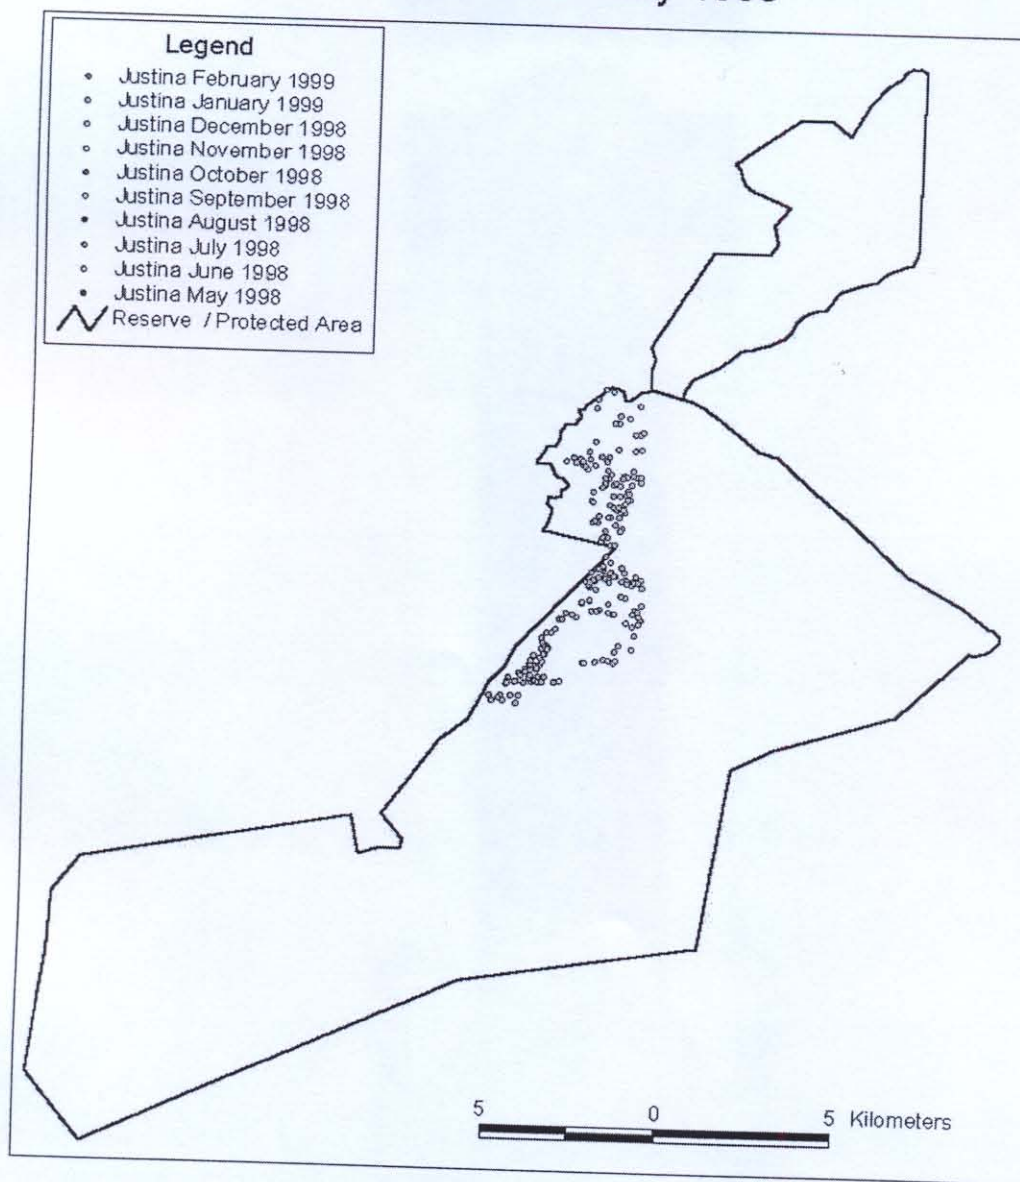 Legend
Justina February 1999
Justina January 1999
Justina December 1998
Justina November 1998
Justina October 1998
Justina September 1998
Justina August 1998
Justina July 1998
Justina June 1998
Justina May 1998
Reserve / Protected Area
5 0 5 Kilometers